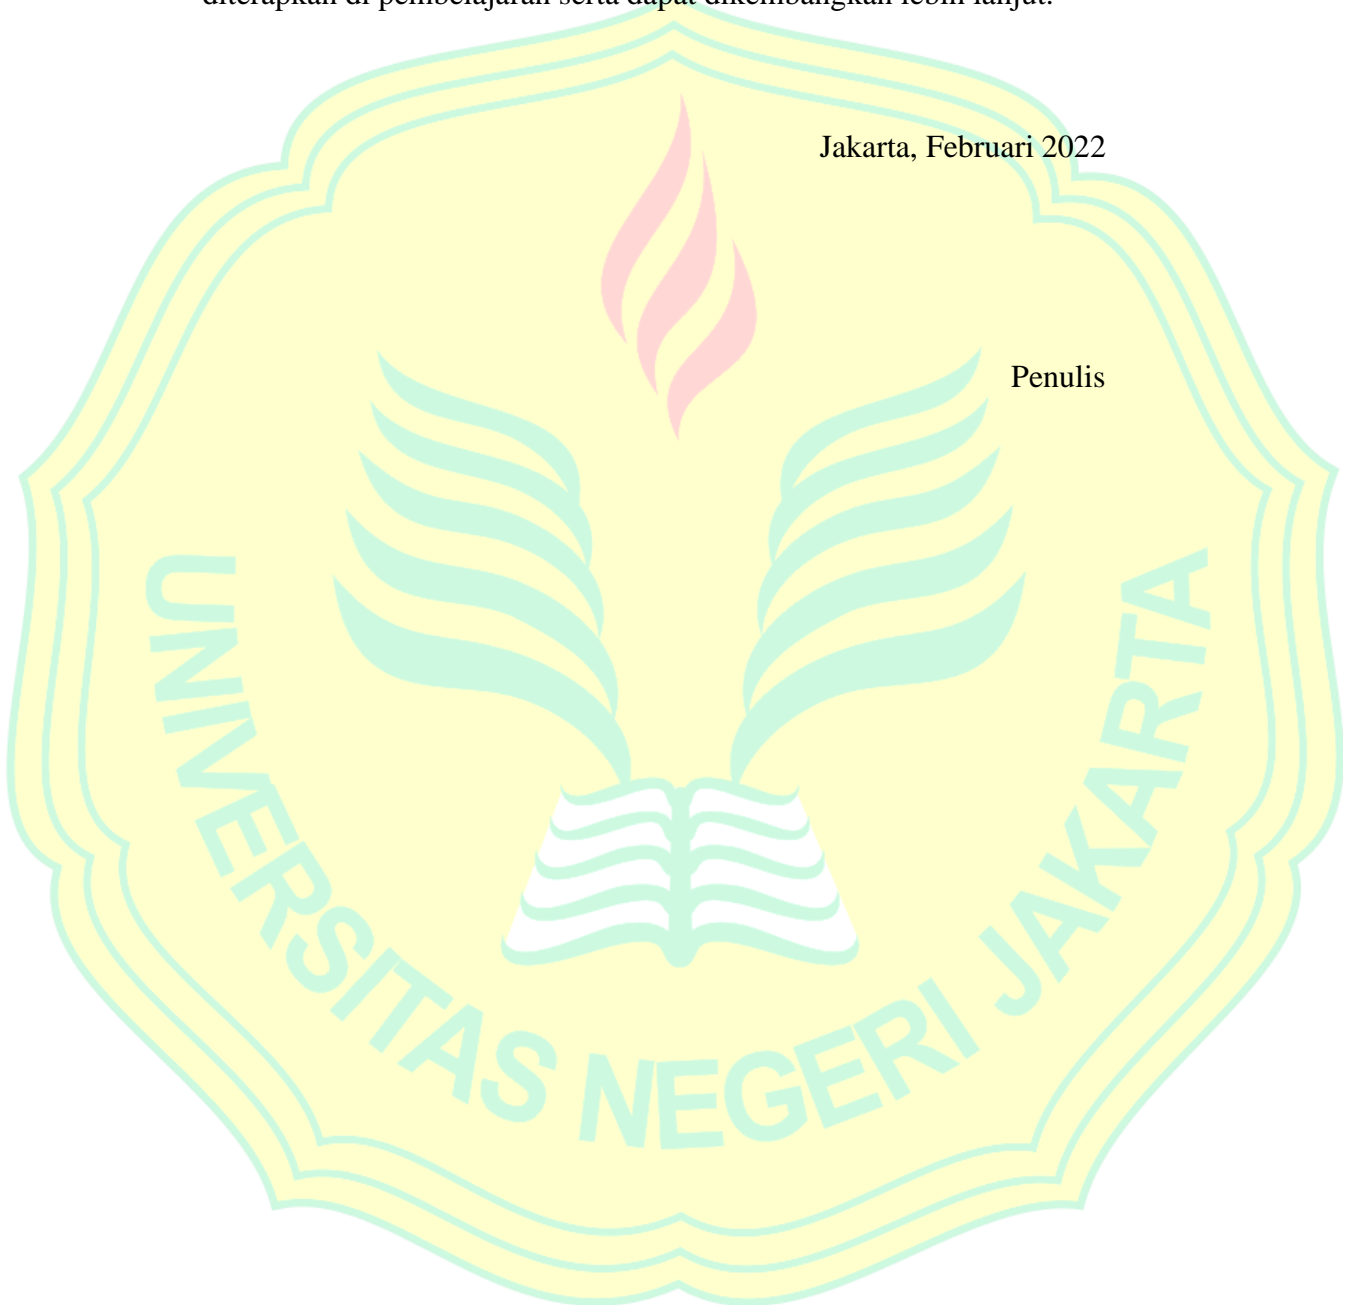 diterapkan di pembelajaran serta dapat dikembangkan lebih lanjut.
Jakarta, Februari 2022
Penulis
UNIVERSITAS NEGERI JAKARTA